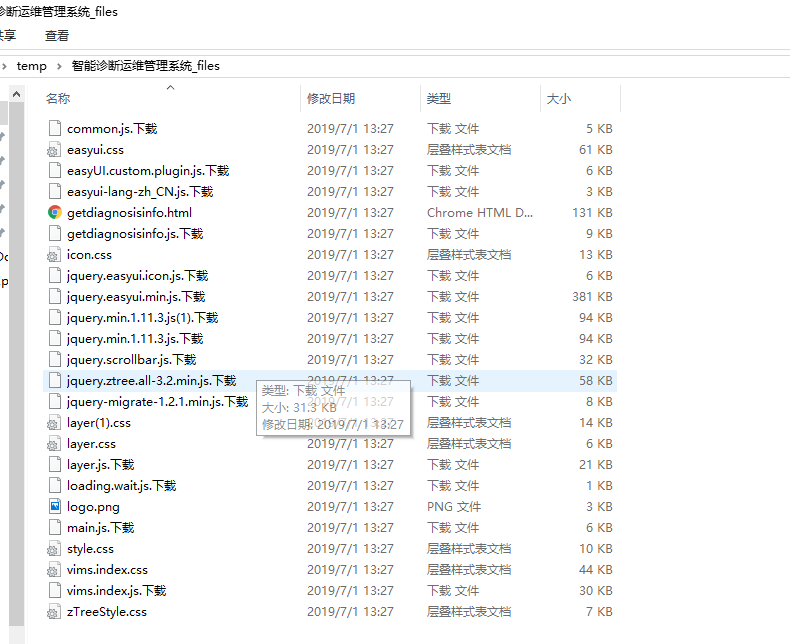 诊断运维管理系统_files
共享 查看
temp 智能诊断运维管理系统_files
名称 修改日期 类型 大小
common.js.下载 2019/7/1 13:27 下载 文件 5 KB
easyui.css 2019/7/1 13:27 层叠样式表文档 61 KB
easyUI.custom.plugin.js.下载 2019/7/1 13:27 下载 文件 6 KB
easyui-lang-zh_CN.js.下载 2019/7/1 13:27 下载 文件 3 KB
getdiagnosisinfo.html 2019/7/1 13:27 Chrome HTML D... 131 KB
getdiagnosisinfo.js.下载 2019/7/1 13:27 下载 文件 9 KB
icon.css 2019/7/1 13:27 层叠样式表文档 13 KB
jquery.easyui.icon.js.下载 2019/7/1 13:27 下载 文件 6 KB
jquery.easyui.min.js.下载 2019/7/1 13:27 下载 文件 381 KB
jquery.min.1.11.3.js(1).下载 2019/7/1 13:27 下载 文件 94 KB
jquery.min.1.11.3.js.下载 2019/7/1 13:27 下载 文件 94 KB
jquery.scrollbar.js.下载 2019/7/1 13:27 下载 文件 32 KB
jquery.ztree.all-3.2.min.js.下载 2019/7/1 13:27 下载 文件 58 KB
类型: 下载 文件
jquery-migrate-1.2.1.min.js.下载 2019/7/1 13:27 下载 文件 8 KB
大小: 31.3 KB
修改日期: 2019/7/1 13:27
layer(1).css 层叠样式表文档 14 KB
layer.css 2019/7/1 13:27 层叠样式表文档 6 KB
layer.js.下载 2019/7/1 13:27 下载 文件 21 KB
loading.wait.js.下载 2019/7/1 13:27 下载 文件 1 KB
logo.png 2019/7/1 13:27 PNG 文件 3 KB
main.js.下载 2019/7/1 13:27 下载 文件 6 KB
style.css 2019/7/1 13:27 层叠样式表文档 10 KB
vims.index.css 2019/7/1 13:27 层叠样式表文档 44 KB
vims.index.js.下载 2019/7/1 13:27 下载 文件 30 KB
zTreeStyle.css 2019/7/1 13:27 层叠样式表文档 7 KB